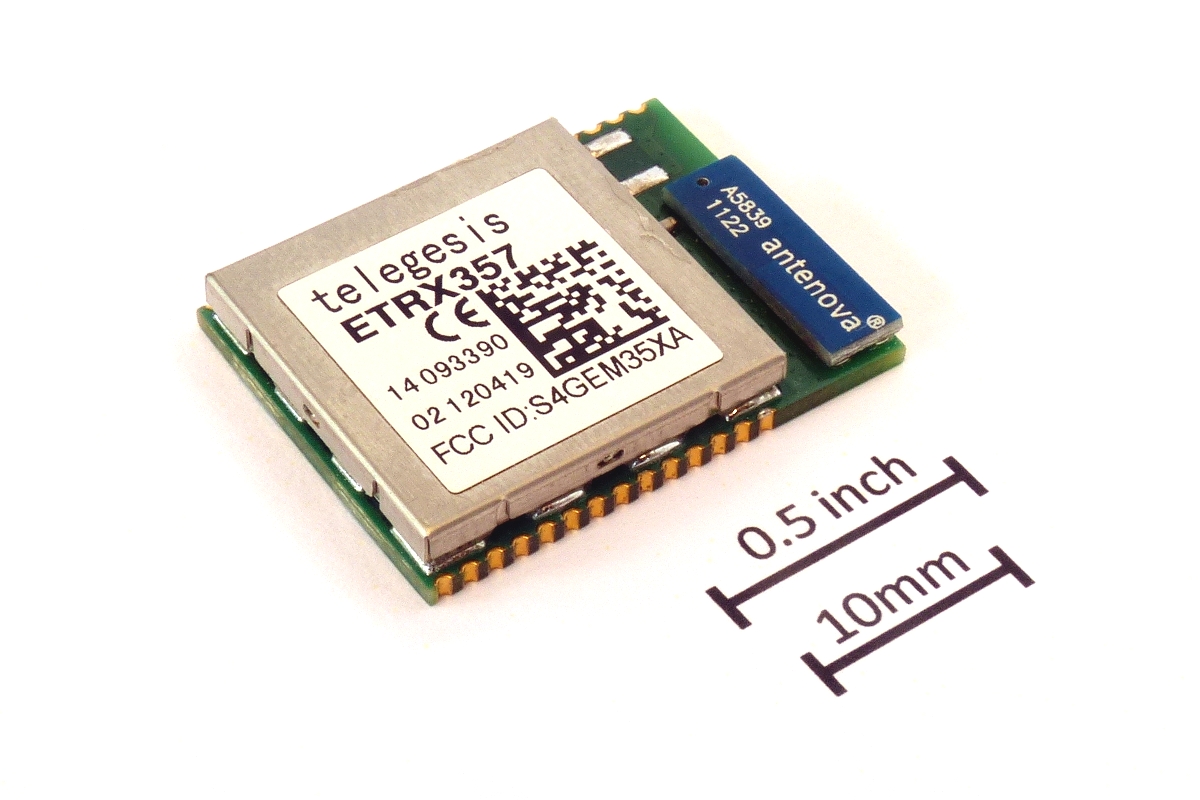 telegesis
ETRX357
CE
14 093390
02 120419
FCC ID:S4GEM35XA
A5839
1122
antenova®
0.5 inch
10mm